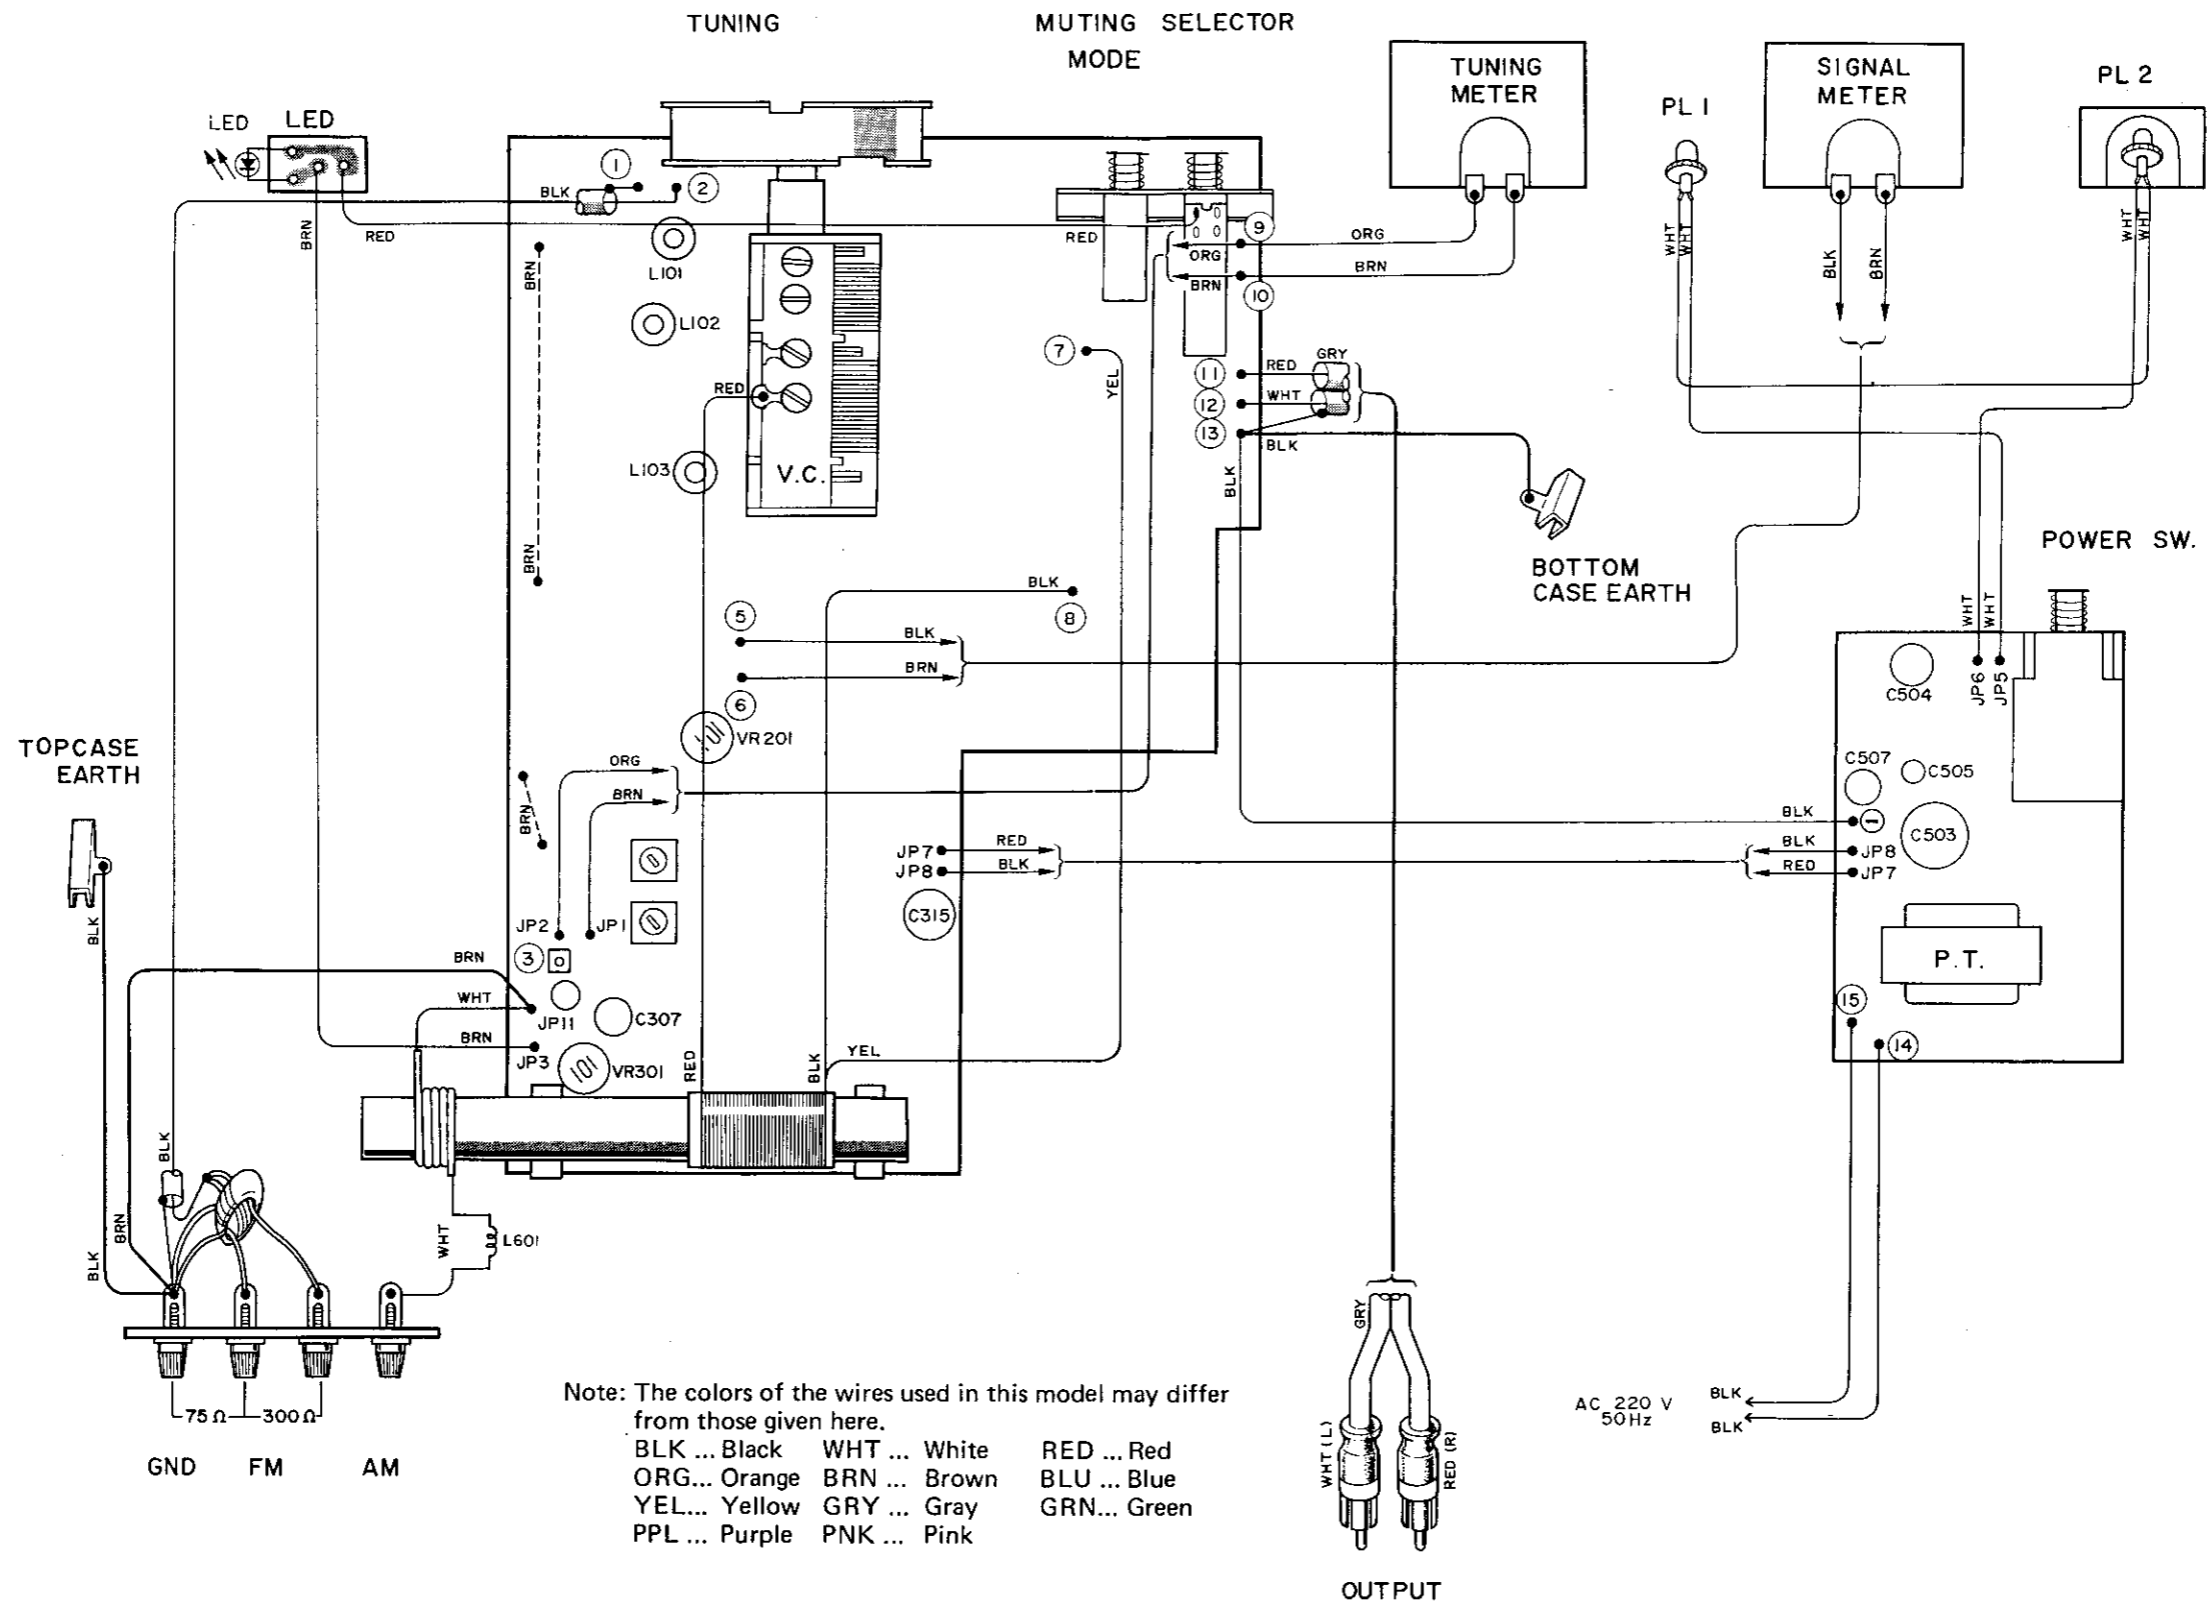 TUNING
MUTING SELECTOR
MODE
TUNING
METER
SIGNAL
METER
PL 1
PL 2
LED
LED
1
2
BLK
BRN
RED
L101
L102
L103
RED
V.C.
BRN
BRN
RED
9
ORG
BRN
10
ORG
BRN
WHT
WHT
BLK
BRN
WHT
WHT
7
YEL
11
RED
GRY
12
WHT
13
BLK
BLK
BOTTOM
CASE EARTH
POWER SW.
5
BLK
BRN
6
BLK
8
VR201
WHT
WHT
C504
JP6
JP5
C507
C505
C503
TOPCASE
EARTH
ORG
BRN
BRN
JP7
RED
JP8
BLK
C315
BLK
−
BLK
JP8
RED
JP7
P.T.
15
14
BLK
JP2
JP1
3
BRN
WHT
JP11
C307
BRN
JP3
VR301
RED
BLK
YEL
BLK
BRN
BLK
WHT
L601
75Ω
300Ω
GND
FM
AM
Note: The colors of the wires used in this model may differ
from those given here.
BLK ... Black WHT ... White RED ... Red
ORG... Orange BRN ... Brown BLU ... Blue
YEL... Yellow GRY ... Gray GRN... Green
PPL ... Purple PNK ... Pink
GRY
WHT (L)
RED (R)
OUTPUT
AC 220 V
50Hz
BLK
BLK